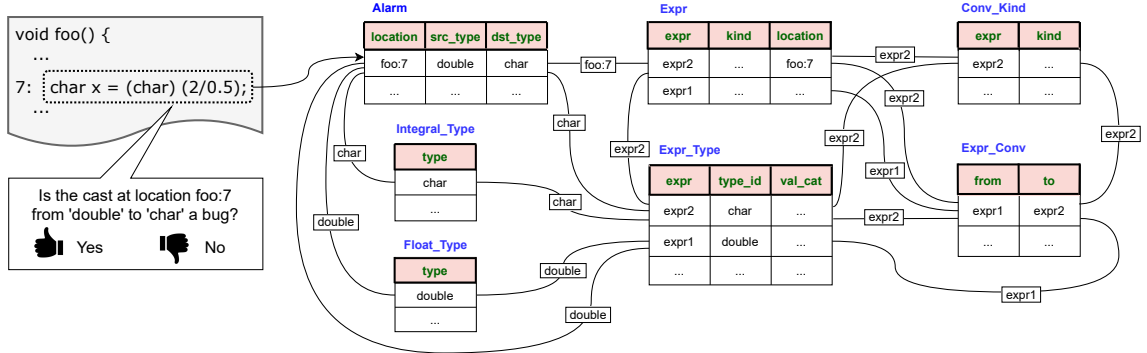 void foo() {
...
7: char x = (char) (2/0.5);
...
Is the cast at location foo:7
from 'double' to 'char' a bug?
Yes No
Alarm
location src_type dst_type
foo:7 double char
... ... ...
Integral_Type
type
char
...
Float_Type
type
double
...
Expr
expr kind location
expr2 ... foo:7
expr1 ... ...
Expr_Type
expr type_id val_cat
expr2 char ...
expr1 double ...
... ... ...
Conv_Kind
expr kind
expr2 ...
... ...
Expr_Conv
from to
expr1 expr2
... ...
foo:7
char
char
double
char
double
double
expr2
expr2
expr2
expr2
expr1
expr2
expr2
expr1